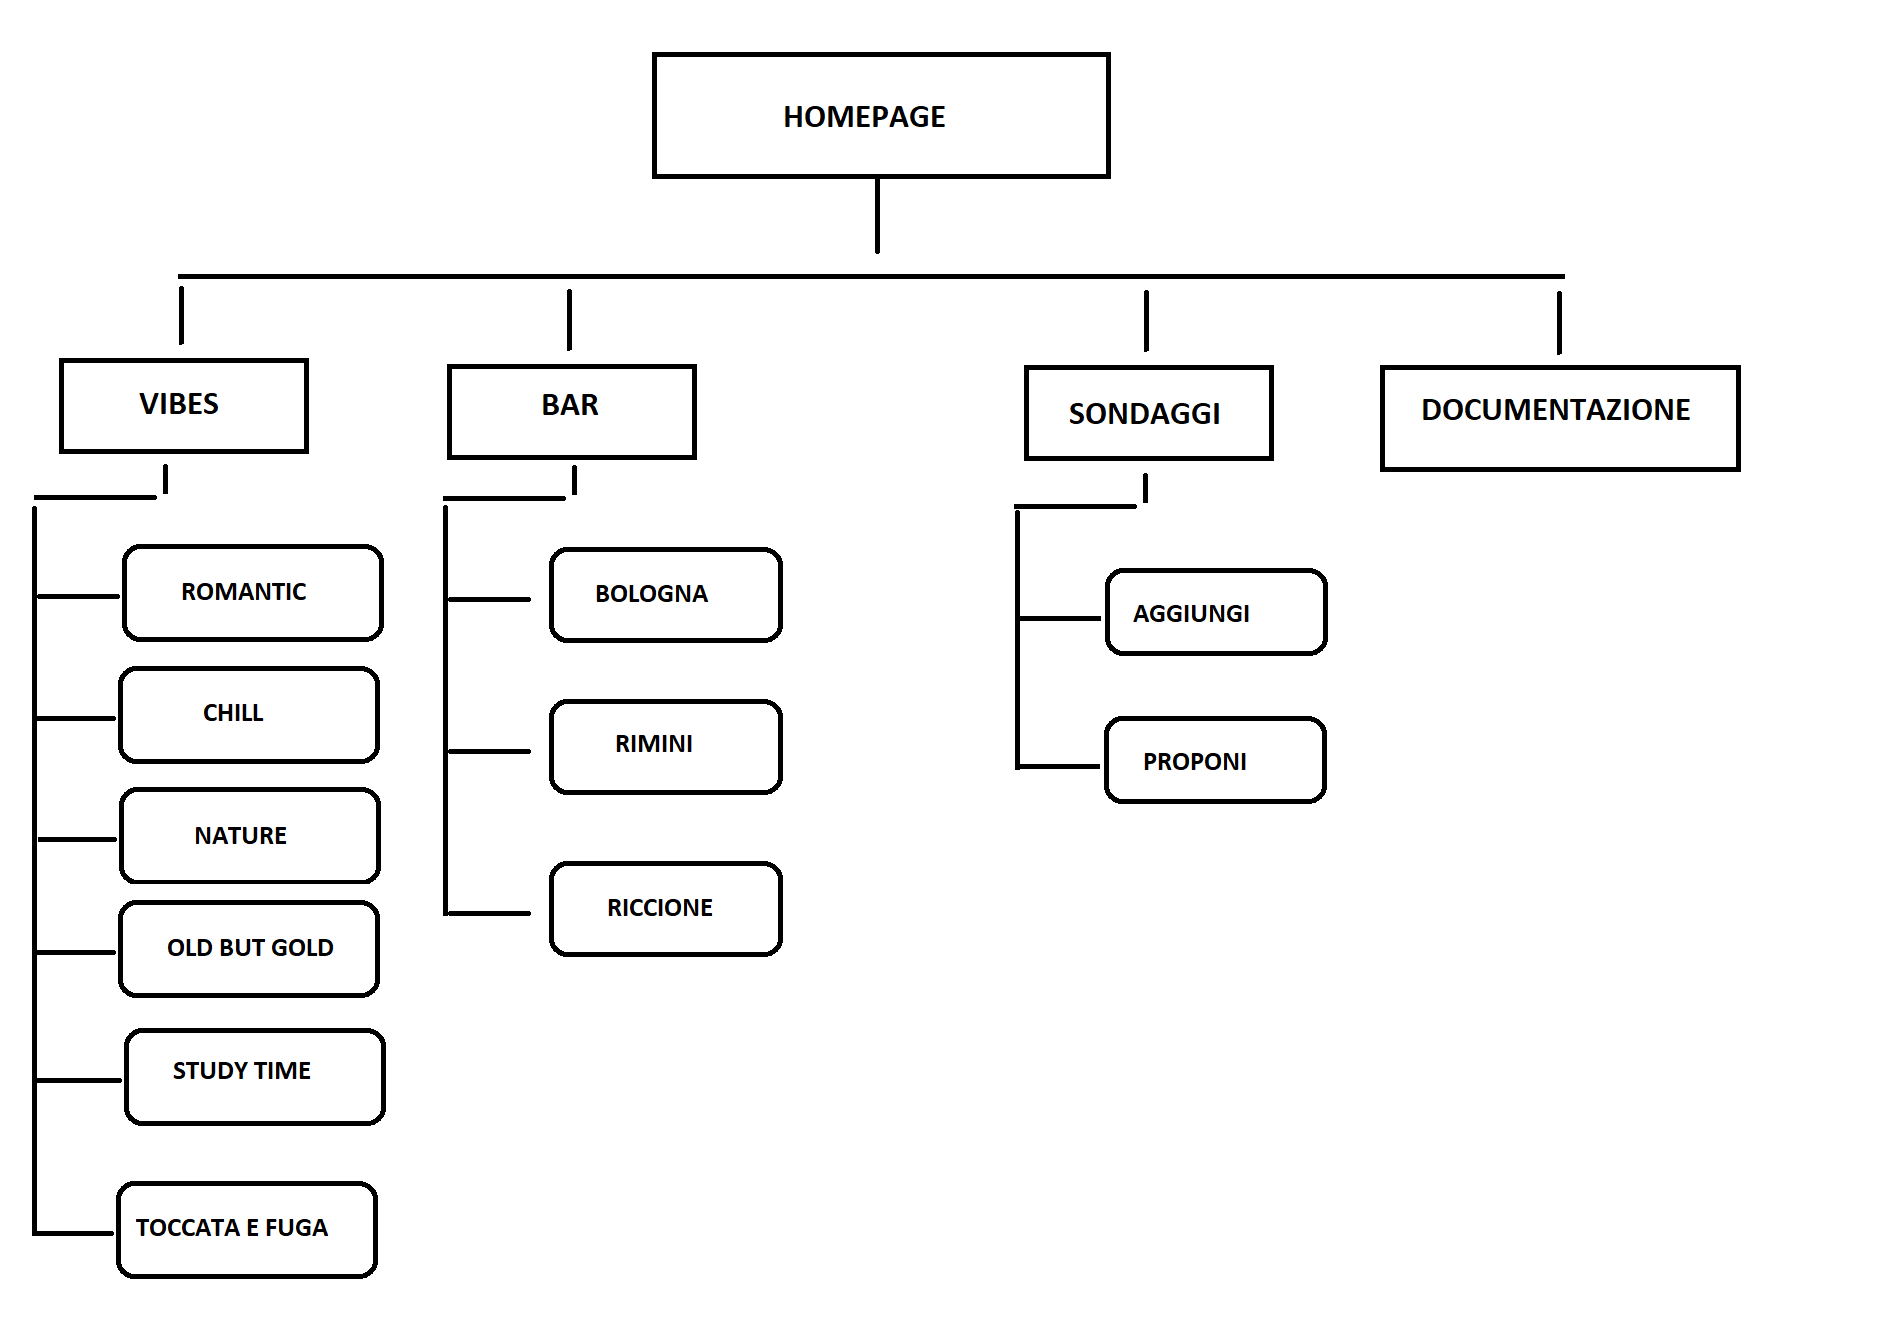 HOMEPAGE
VIBES
BAR
SONDAGGI
DOCUMENTAZIONE
ROMANTIC
CHILL
NATURE
OLD BUT GOLD
STUDY TIME
TOCCATA E FUGA
BOLOGNA
RIMINI
RICCIONE
AGGIUNGI
PROPONI